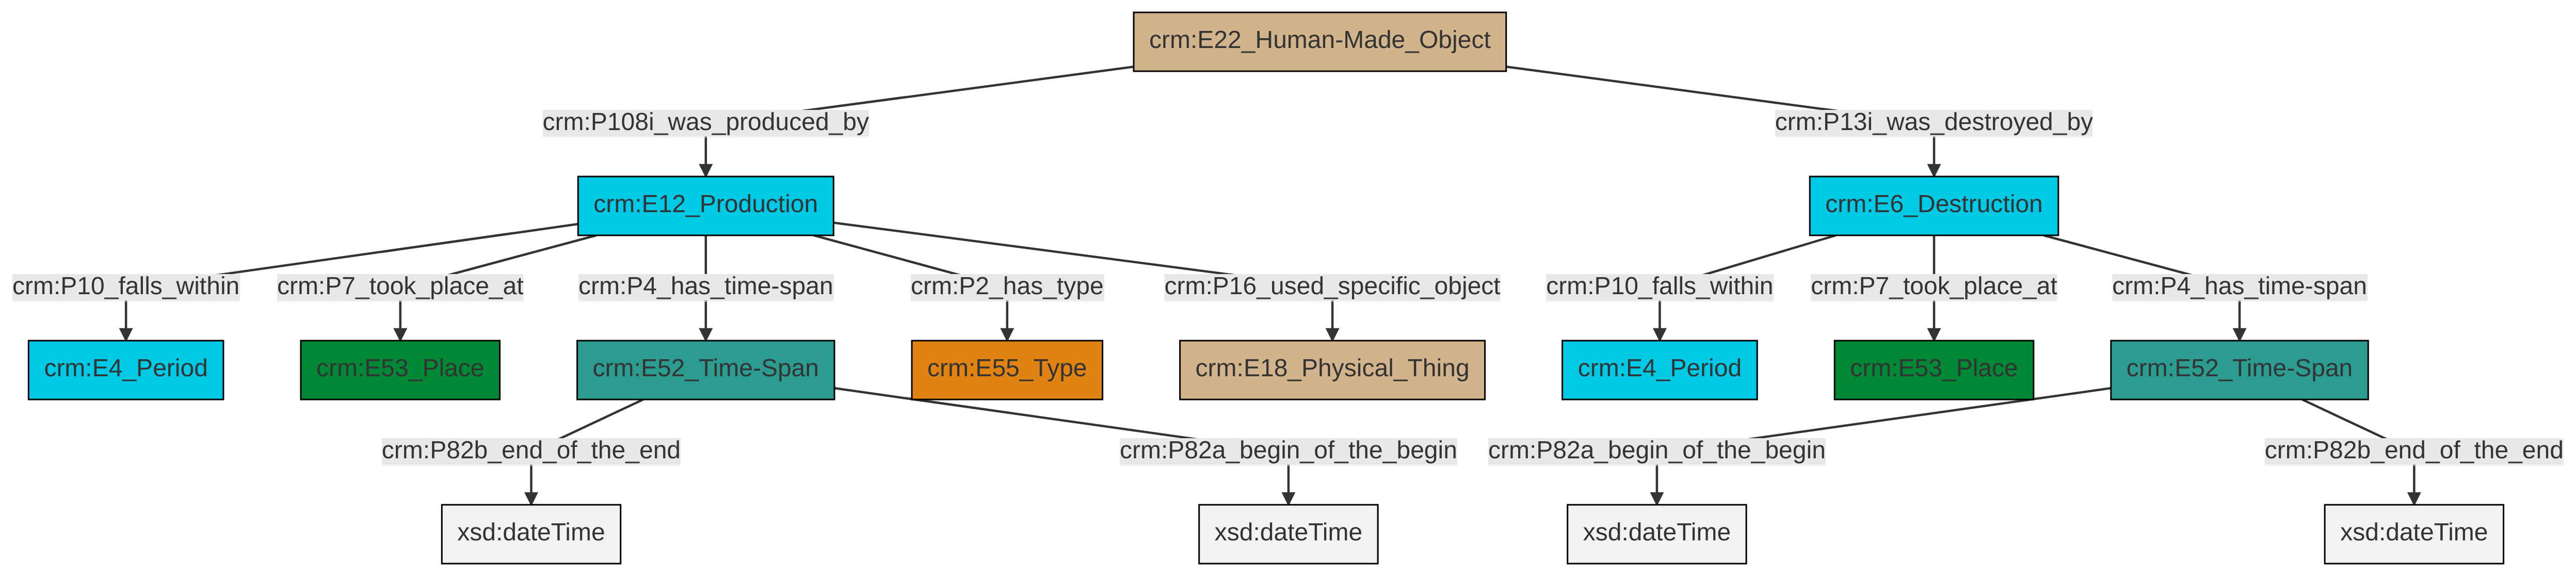 crm:E22_Human-Made_Object
crm:P108i_was_produced_by
crm:P13i_was_destroyed_by
crm:E12_Production
crm:E6_Destruction
crm:P10_falls_within
crm:P7_took_place_at
crm:P4_has_time-span
crm:P2_has_type
crm:P16_used_specific_object
crm:P10_falls_within
crm:P7_took_place_at
crm:P4_has_time-span
crm:E4_Period
crm:E53_Place
crm:E52_Time-Span
crm:E55_Type
crm:E18_Physical_Thing
crm:E4_Period
crm:E53_Place
crm:E52_Time-Span
crm:P82b_end_of_the_end
crm:P82a_begin_of_the_begin
crm:P82a_begin_of_the_begin
crm:P82b_end_of_the_end
xsd:dateTime
xsd:dateTime
xsd:dateTime
xsd:dateTime